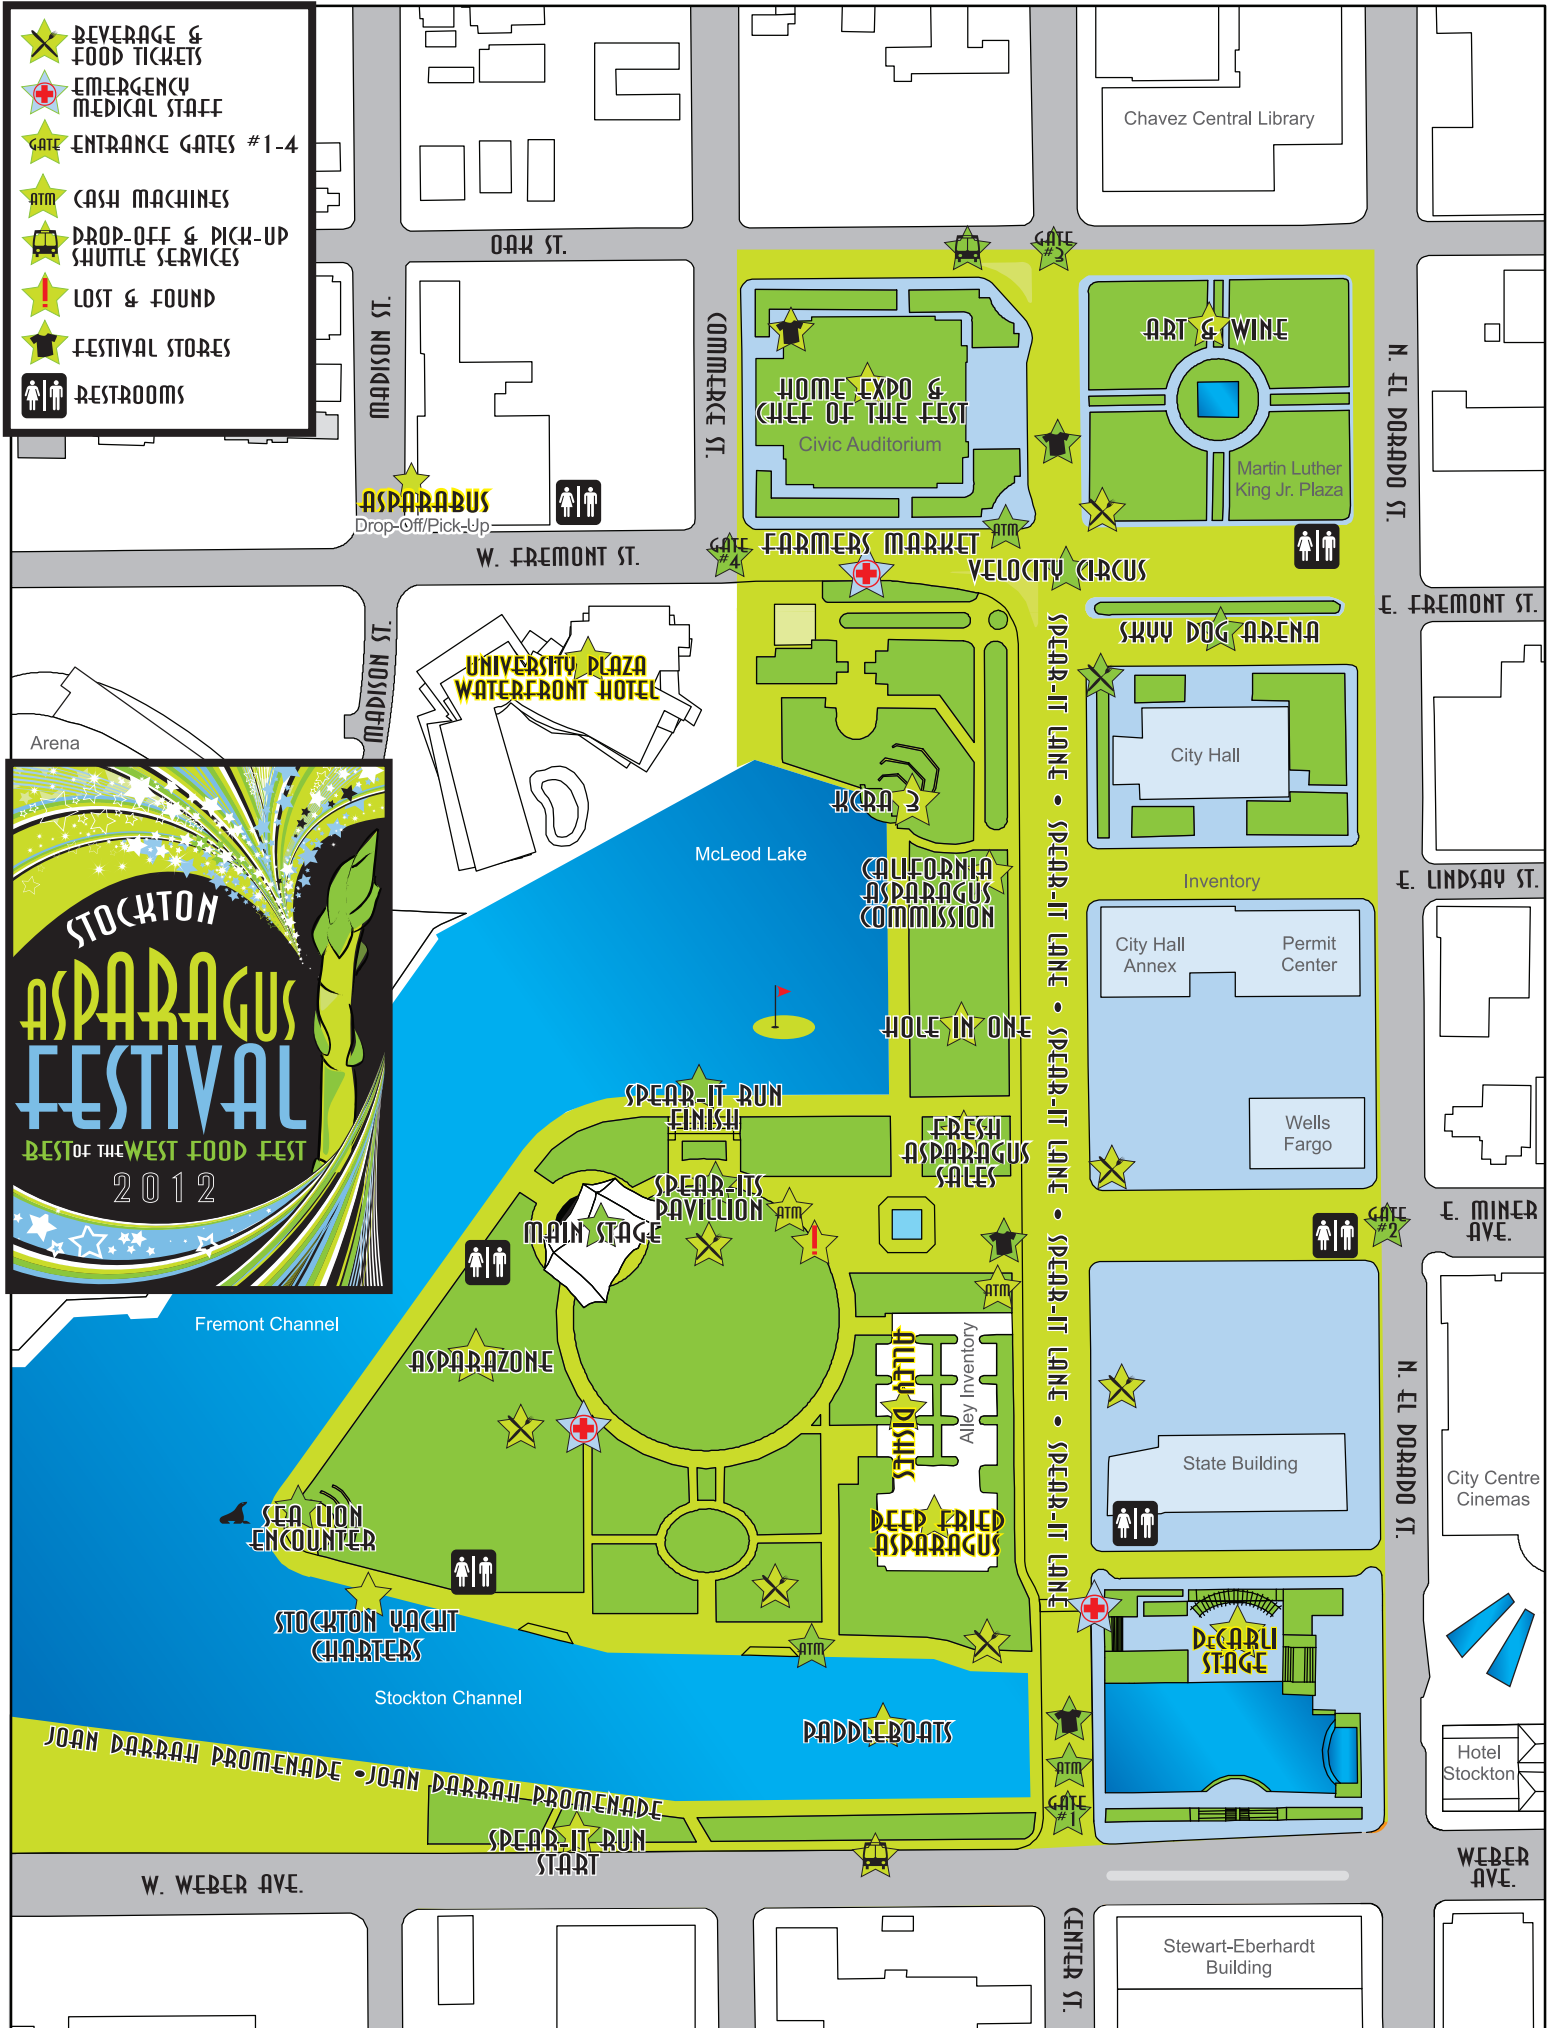 BEVERAGE &
FOOD TICKETS
EMERGENCY
MEDICAL STAFF
GATE
ENTRANCE GATES #1-4
ATM
CASH MACHINES
DROP-OFF & PICK-UP
SHUTTLE SERVICES
!
LOST & FOUND
FESTIVAL STORES
RESTROOMS
Chavez Central Library
OAK ST.
GATE
#3
MADISON ST.
COMMERCE ST.
N. EL DORADO ST.
ART & WINE
HOME EXPO &
CHEF OF THE FEST
Civic Auditorium
Martin Luther
King Jr. Plaza
ASPARABUS
Drop-Off/Pick-Up
W. FREMONT ST.
GATE
#4
FARMERS MARKET
ATM
VELOCITY CIRCUS
E. FREMONT ST.
SKYY DOG ARENA
MADISON ST.
UNIVERSITY PLAZA
WATERFRONT HOTEL
Arena
City Hall
KCRA 3
McLeod Lake
CALIFORNIA
ASPARAGUS
COMMISSION
Inventory
E. LINDSAY ST.
SPEAR-IT LANE • SPEAR-IT LANE • SPEAR-IT LANE • SPEAR-IT LANE • SPEAR-IT LANE
STOCKTON
ASPARAGUS
FESTIVAL
BEST OF THE WEST FOOD FEST
2012
City Hall
Annex
Permit
Center
HOLE IN ONE
SPEAR-IT RUN
FINISH
FRESH
ASPARAGUS
SALES
Wells
Fargo
SPEAR-ITS
PAVILLION
ATM
!
MAIN STAGE
GATE
#2
E. MINER
AVE.
ATM
Fremont Channel
ASPARAZONE
ALLEY DISHES
Alley Inventory
N. EL DORADO ST.
State Building
City Centre
Cinemas
SEA LION
ENCOUNTER
DEEP FRIED
ASPARAGUS
STOCKTON YACHT
CHARTERS
ATM
DeCARLI
STAGE
Stockton Channel
PADDLEBOATS
JOAN DARRAH PROMENADE • JOAN DARRAH PROMENADE
ATM
Hotel
Stockton
GATE
#1
SPEAR-IT RUN
START
W. WEBER AVE.
WEBER
AVE.
CENTER ST.
Stewart-Eberhardt
Building